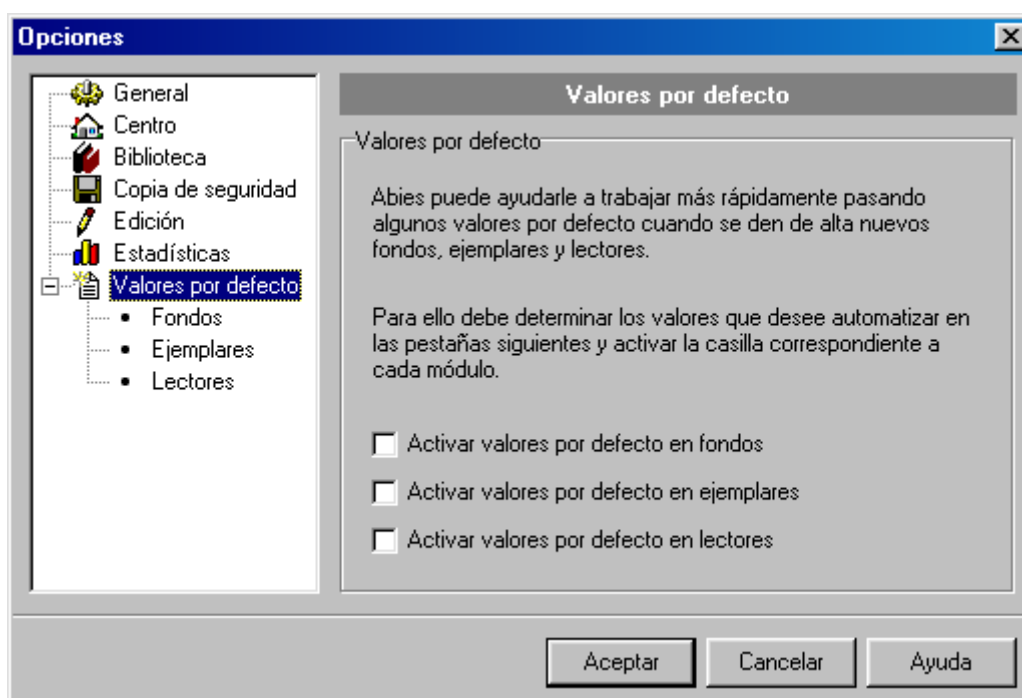 Opciones
General
Centro
Biblioteca
Copia de seguridad
Edición
Estadísticas
Valores por defecto
Fondos
Ejemplares
Lectores
Valores por defecto
Valores por defecto
Abies puede ayudarle a trabajar más rápidamente pasando
algunos valores por defecto cuando se den de alta nuevos
fondos, ejemplares y lectores.
Para ello debe determinar los valores que desee automatizar en
las pestañas siguientes y activar la casilla correspondiente a
cada módulo.
Activar valores por defecto en fondos
Activar valores por defecto en ejemplares
Activar valores por defecto en lectores
Aceptar
Cancelar
Ayuda